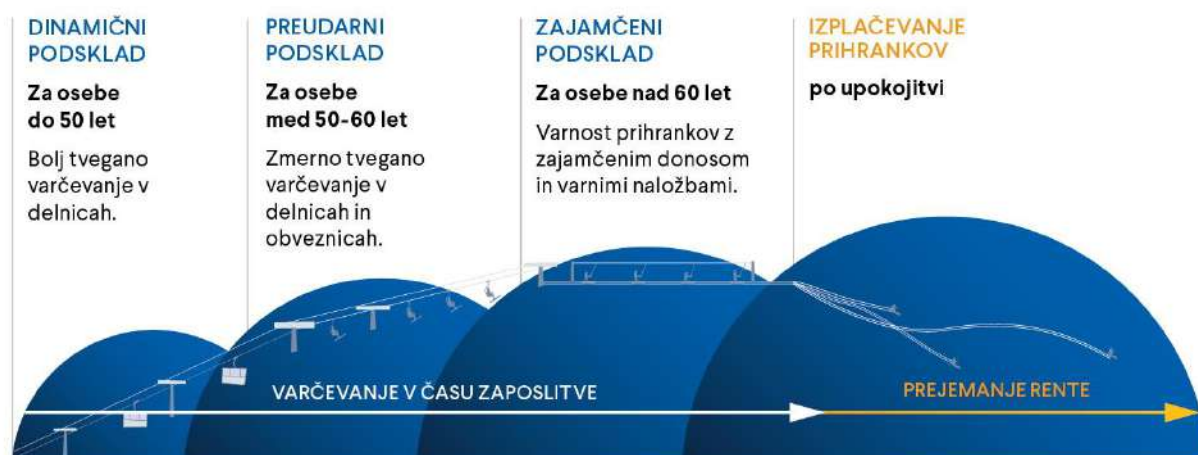 DINAMIČNI
PODSKLAD
Za osebe
do 50 let
Bolj tvegano
varčevanje v
delnicah.
PREUDARNI
PODSKLAD
Za osebe
med 50-60 let
Zmerno tvegano
varčevanje v
delnicah in
obveznicah.
ZAJAMČENI
PODSKLAD
Za osebe nad 60 let
Varnost prihrankov z
zajamčenim donosom
in varnimi naložbami.
IZPLAČEVANJE
PRIHRANKOV
po upokojitvi
VARČEVANJE V ČASU ZAPOSLITVE
PREJEMANJE RENTE